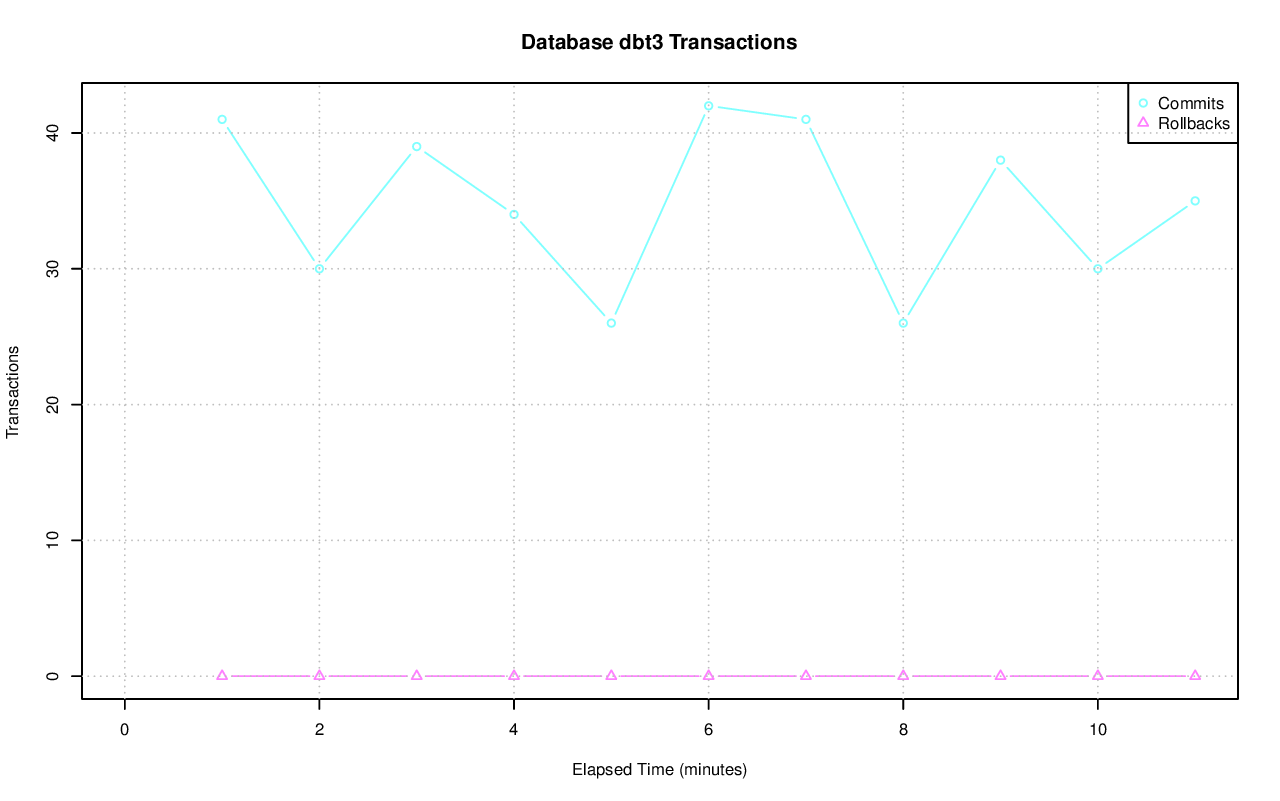 Database dbt3 Transactions
Commits
Rollbacks
Transactions
40
30
20
10
0
0 2 4 6 8 10
Elapsed Time (minutes)